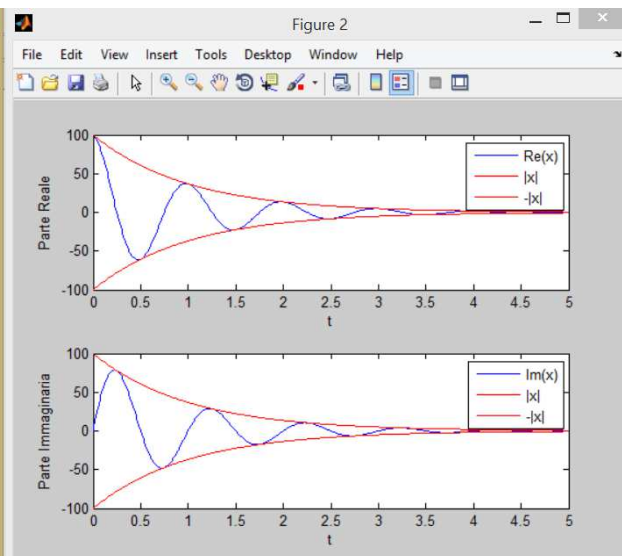 Figure 2
File Edit View Insert Tools Desktop Window Help
100
50
0
-50
-100
Parte Reale
Re(x)
|x|
-|x|
0 0.5 1 1.5 2 2.5 3 3.5 4 4.5 5
t
100
50
0
-50
-100
Parte Immaginaria
Im(x)
|x|
-|x|
0 0.5 1 1.5 2 2.5 3 3.5 4 4.5 5
t